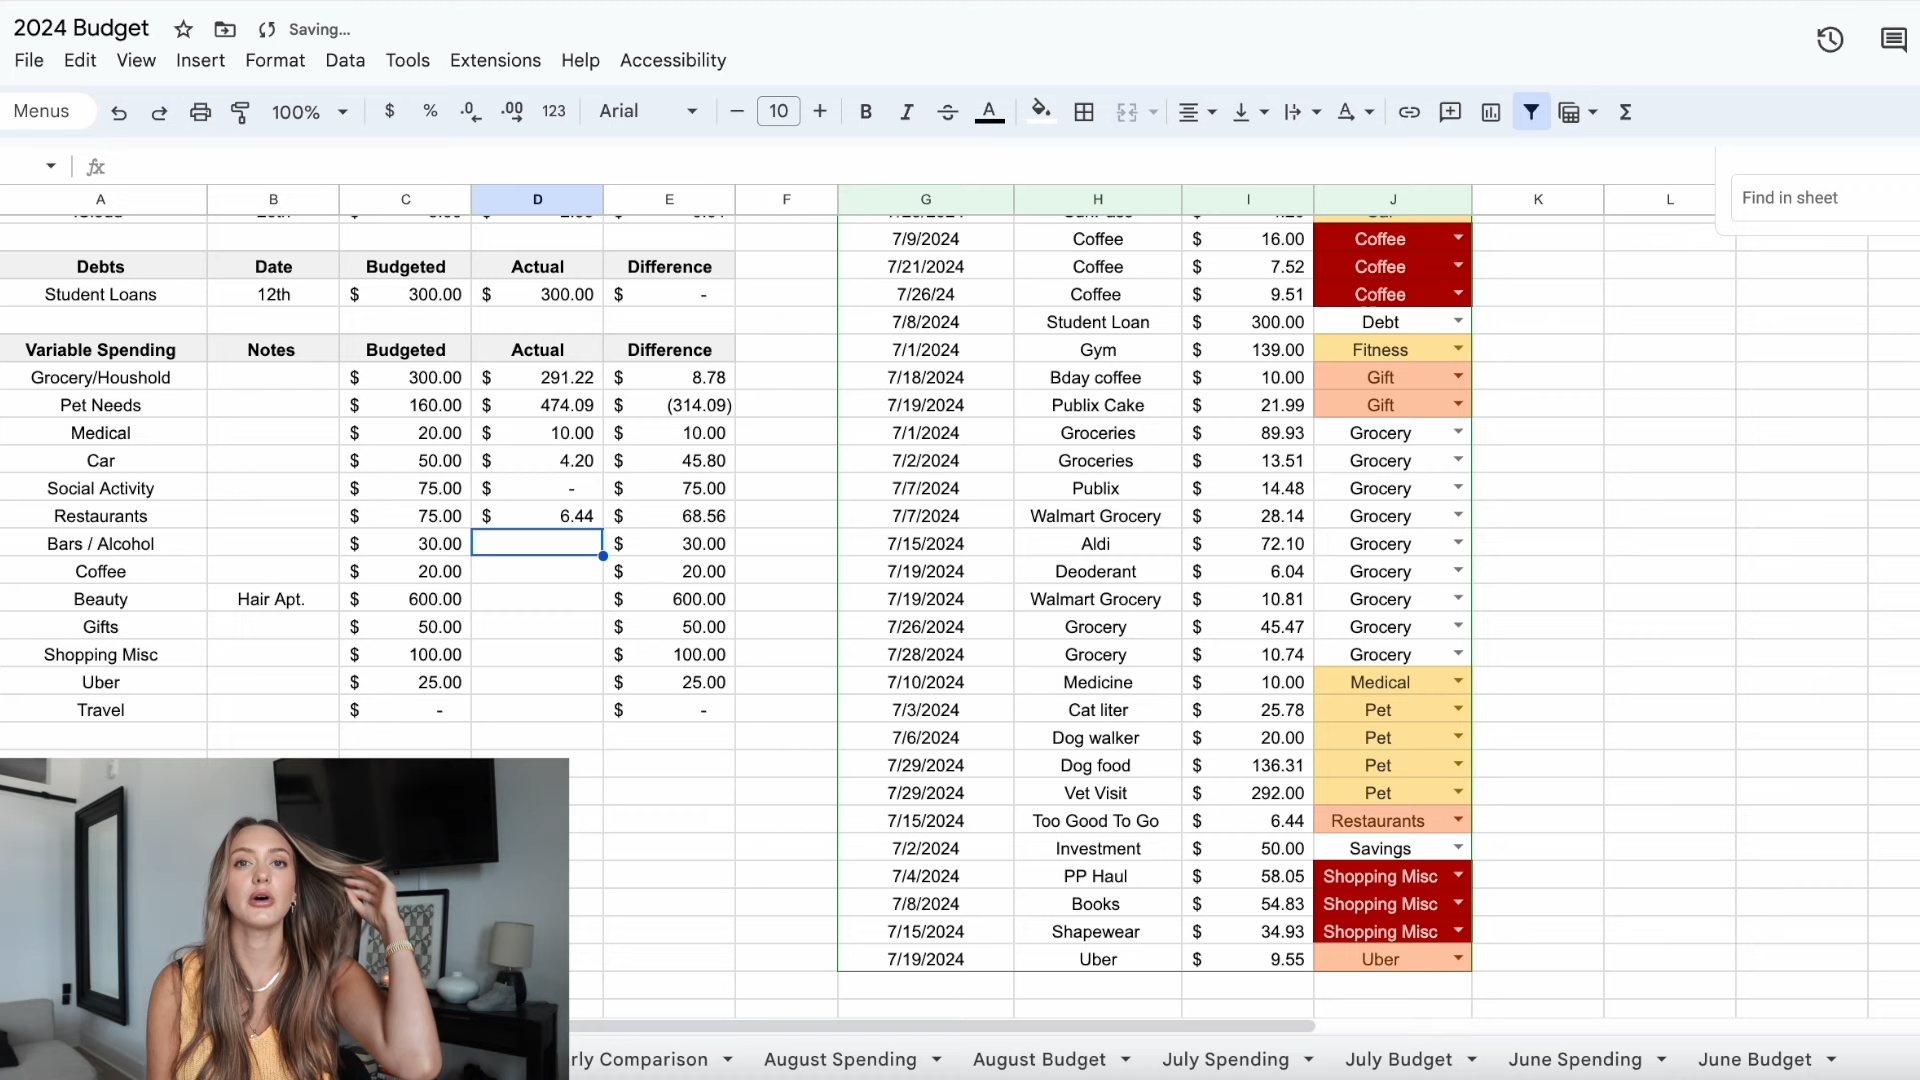 2024 Budget Saving...
File Edit View Insert Format Data Tools Extensions Help Accessibility
Menus 100% $ % .0 .00 123 Arial 10 B I A Σ
fx
A B C D E F G H I J K L
Find in sheet
7/9/2024 Coffee $ 16.00 Coffee
Debts Date Budgeted Actual Difference 7/21/2024 Coffee $ 7.52 Coffee
Student Loans 12th $ 300.00 $ 300.00 $ - 7/26/24 Coffee $ 9.51 Coffee
7/8/2024 Student Loan $ 300.00 Debt
Variable Spending Notes Budgeted Actual Difference 7/1/2024 Gym $ 139.00 Fitness
Grocery/Houshold $ 300.00 $ 291.22 $ 8.78 7/18/2024 Bday coffee $ 10.00 Gift
Pet Needs $ 160.00 $ 474.09 $ (314.09) 7/19/2024 Publix Cake $ 21.99 Gift
Medical $ 20.00 $ 10.00 $ 10.00 7/1/2024 Groceries $ 89.93 Grocery
Car $ 50.00 $ 4.20 $ 45.80 7/2/2024 Groceries $ 13.51 Grocery
Social Activity $ 75.00 $ - $ 75.00 7/7/2024 Publix $ 14.48 Grocery
Restaurants $ 75.00 $ 6.44 $ 68.56 7/7/2024 Walmart Grocery $ 28.14 Grocery
Bars / Alcohol $ 30.00 $ 30.00 7/15/2024 Aldi $ 72.10 Grocery
Coffee $ 20.00 $ 20.00 7/19/2024 Deoderant $ 6.04 Grocery
Beauty Hair Apt. $ 600.00 $ 600.00 7/19/2024 Walmart Grocery $ 10.81 Grocery
Gifts $ 50.00 $ 50.00 7/26/2024 Grocery $ 45.47 Grocery
Shopping Misc $ 100.00 $ 100.00 7/28/2024 Grocery $ 10.74 Grocery
Uber $ 25.00 $ 25.00 7/10/2024 Medicine $ 10.00 Medical
Travel $ - $ - 7/3/2024 Cat liter $ 25.78 Pet
7/6/2024 Dog walker $ 20.00 Pet
7/29/2024 Dog food $ 136.31 Pet
7/29/2024 Vet Visit $ 292.00 Pet
7/15/2024 Too Good To Go $ 6.44 Restaurants
7/2/2024 Investment $ 50.00 Savings
7/4/2024 PP Haul $ 58.05 Shopping Misc
7/8/2024 Books $ 54.83 Shopping Misc
7/15/2024 Shapewear $ 34.93 Shopping Misc
7/19/2024 Uber $ 9.55 Uber
rly Comparison August Spending August Budget July Spending July Budget June Spending June Budget